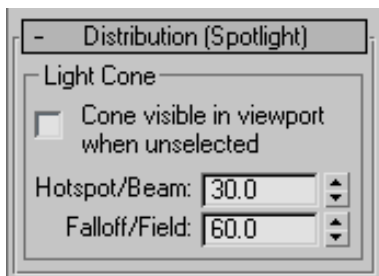 - Distribution (Spotlight)
Light Cone
Cone visible in viewport
when unselected
Hotspot/Beam: 30.0
Falloff/Field: 60.0